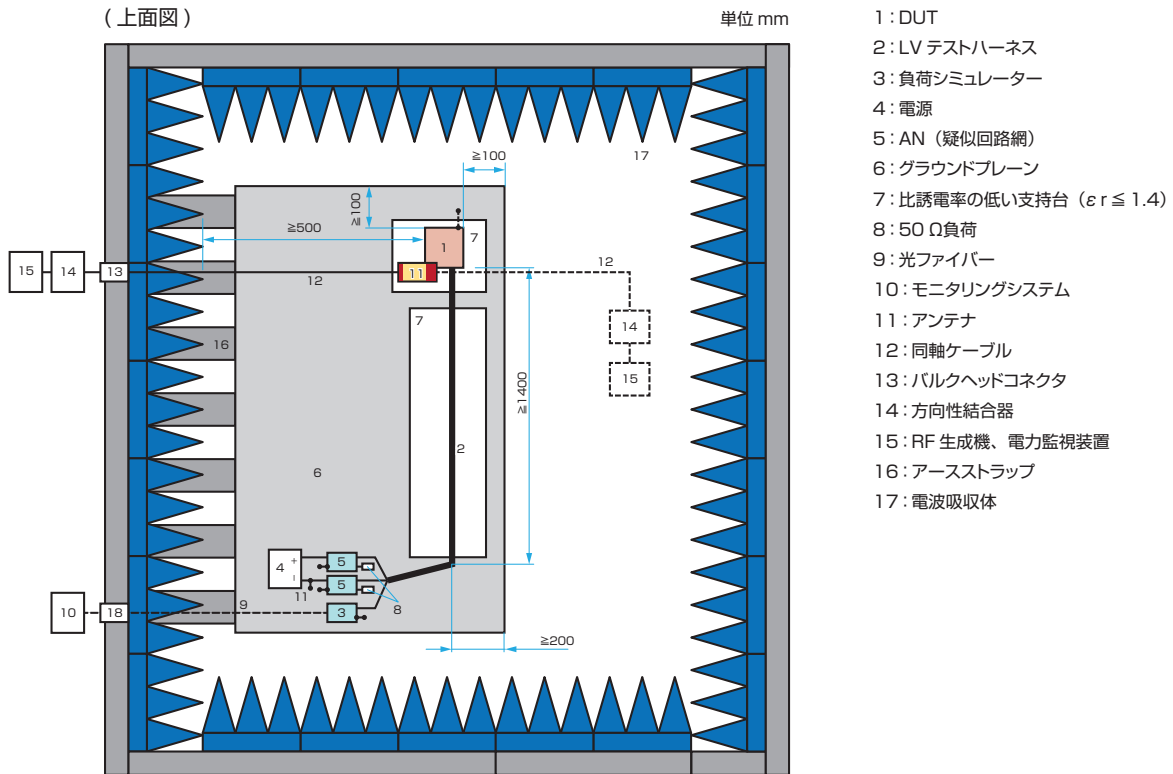 (上面図)
単位 mm
≧100
17
≧100
≧500
7
1
12
15
14
13
12
11
14
7
16
≧1400
15
2
6
4
+
−
5
5
11
8
10
18
9
3
≧200
1：DUT
2：LV テストハーネス
3：負荷シミュレーター
4：電源
5：AN（疑似回路網）
6：グラウンドプレーン
7：比誘電率の低い支持台（ε r ≦ 1.4）
8：50 Ω負荷
9：光ファイバー
10：モニタリングシステム
11：アンテナ
12：同軸ケーブル
13：バルクヘッドコネクタ
14：方向性結合器
15：RF 生成機、電力監視装置
16：アースストラップ
17：電波吸収体